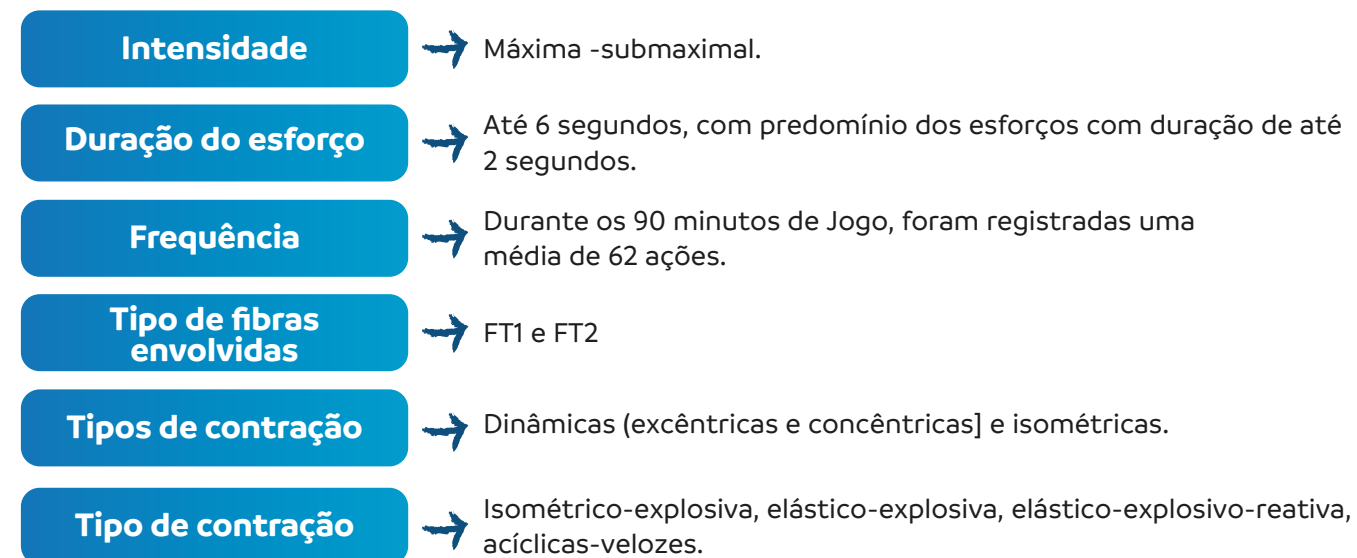 Intensidade
Máxima -submaximal.
Duração do esforço
Até 6 segundos, com predomínio dos esforços com duração de até
2 segundos.
Frequência
Durante os 90 minutos de Jogo, foram registradas uma
média de 62 ações.
Tipo de fibras
envolvidas
FT1 e FT2
Tipos de contração
Dinâmicas (excêntricas e concêntricas] e isométricas.
Tipo de contração
Isométrico-explosiva, elástico-explosiva, elástico-explosivo-reativa,
acíclicas-velozes.